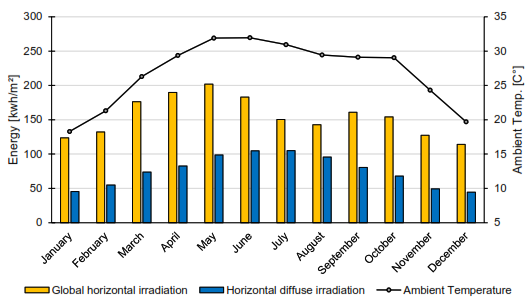 300
250
200
150
100
50
0
Energy [kwh/m²]
35
30
25
20
15
10
5
Ambient Temp. [C°]
January
February
March
April
May
June
July
August
September
October
November
December
Global horizontal irradiation
Horizontal diffuse irradiation
Ambient Temperature